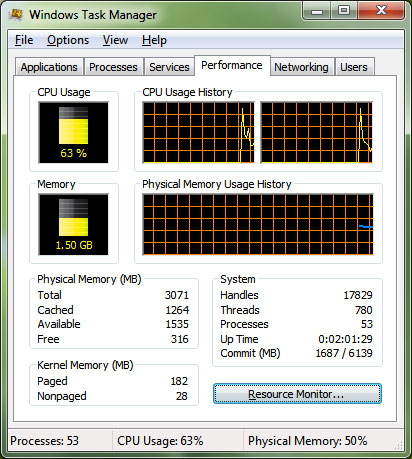 Windows Task Manager
File Options View Help
Applications Processes Services Performance Networking Users
CPU Usage
63 %
CPU Usage History
Memory
1.50 GB
Physical Memory Usage History
Physical Memory (MB)
Total 3071
Cached 1264
Available 1535
Free 316
Kernel Memory (MB)
Paged 182
Nonpaged 28
System
Handles 17829
Threads 780
Processes 53
Up Time 0:02:01:29
Commit (MB) 1687 / 6139
Resource Monitor...
Processes: 53 CPU Usage: 63% Physical Memory: 50%